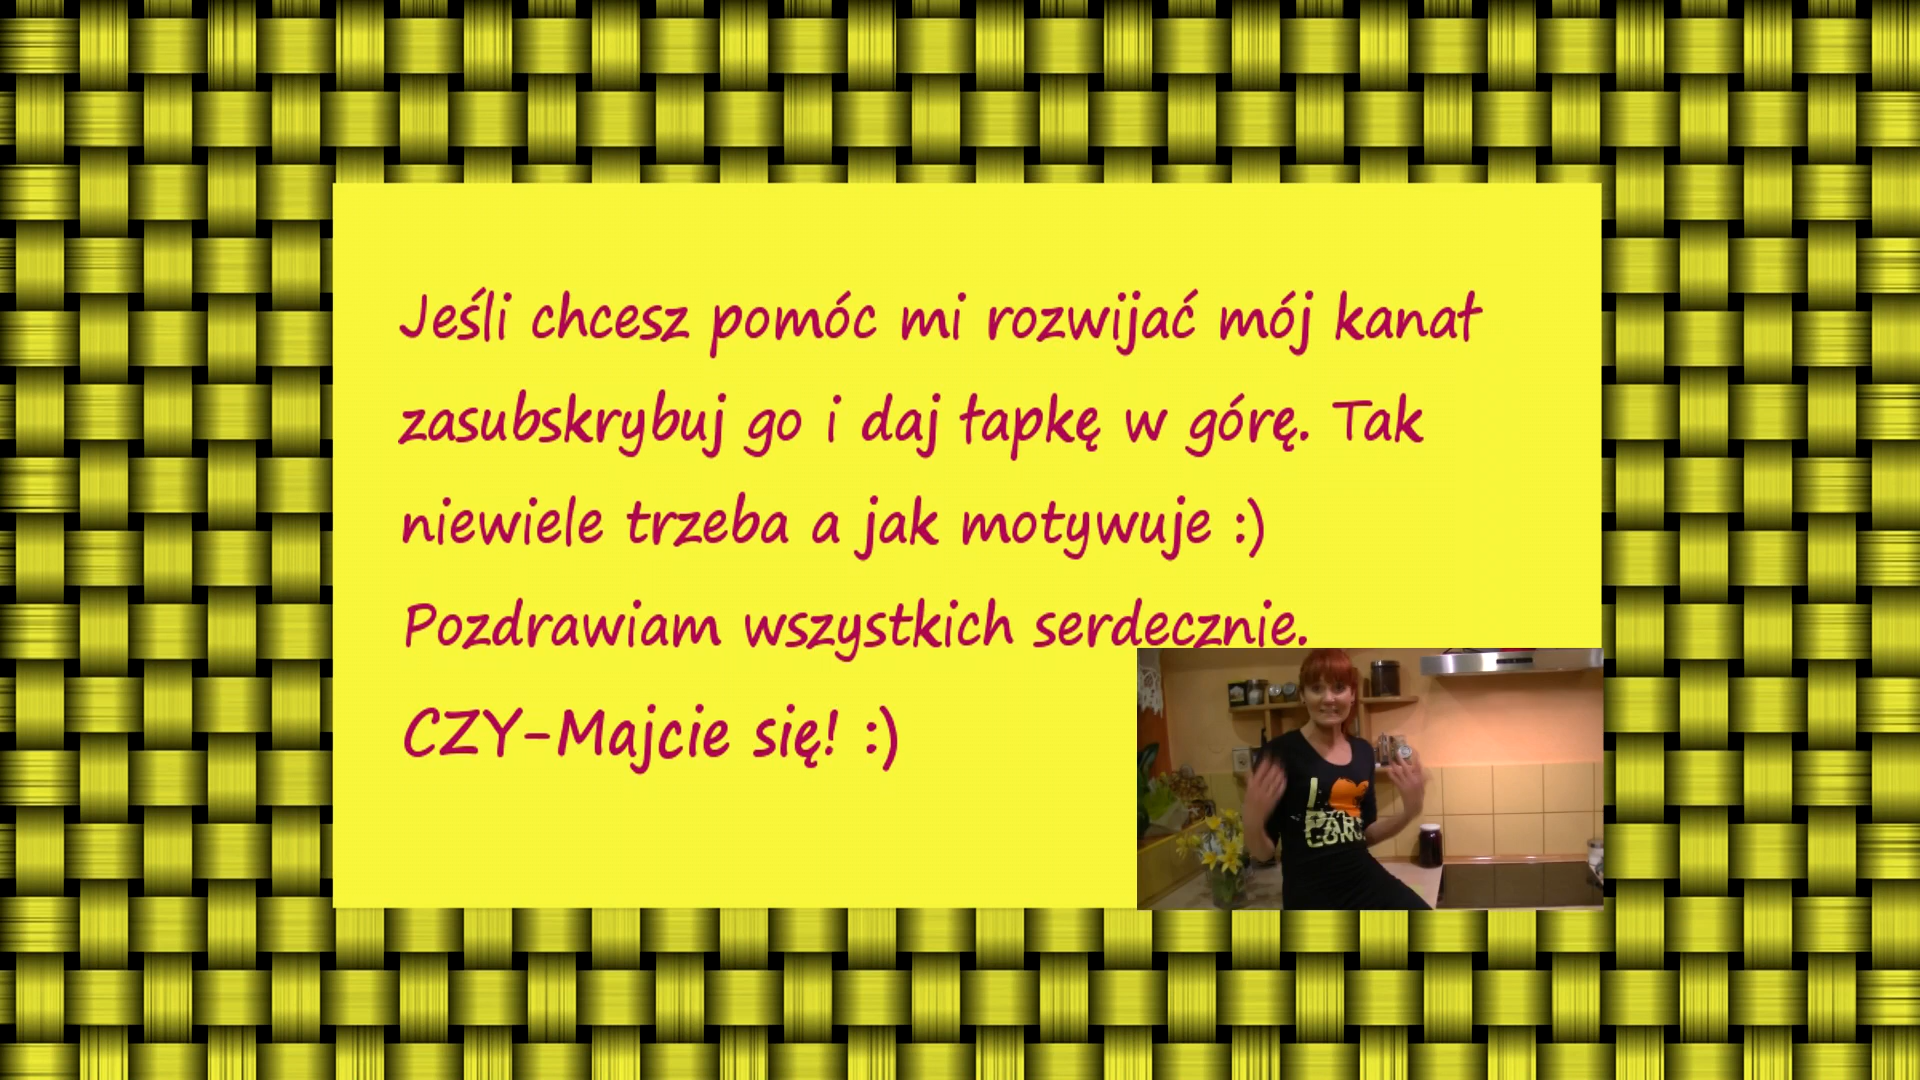 Jeśli chcesz pomóc mi rozwijać mój kanał
zasubskrybuj go i daj łapkę w górę. Tak
niewiele trzeba a jak motywuje :)
Pozdrawiam wszystkich serdecznie.
CZY-Majcie się! :)
I